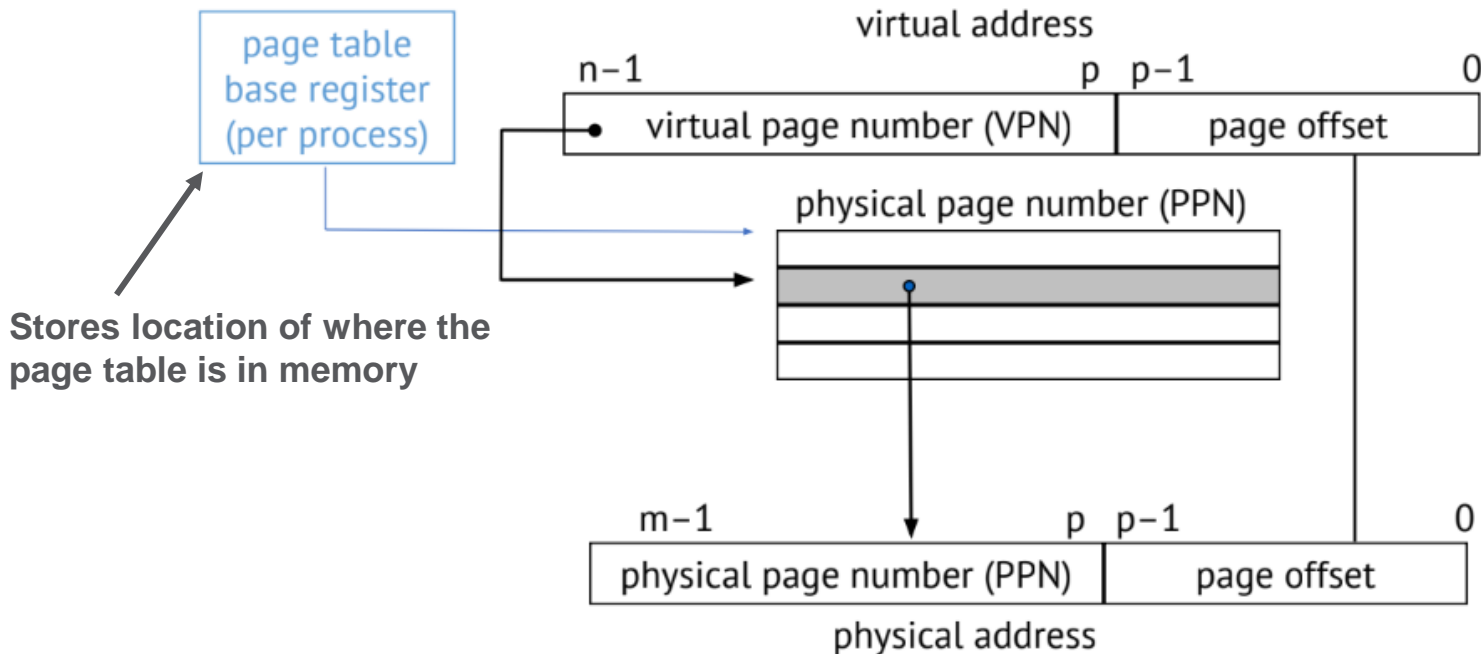 page table
base register
(per process)
virtual address
n−1 p p−1 0
virtual page number (VPN) page offset
physical page number (PPN)
Stores location of where the
page table is in memory
m−1 p p−1 0
physical page number (PPN) page offset
physical address